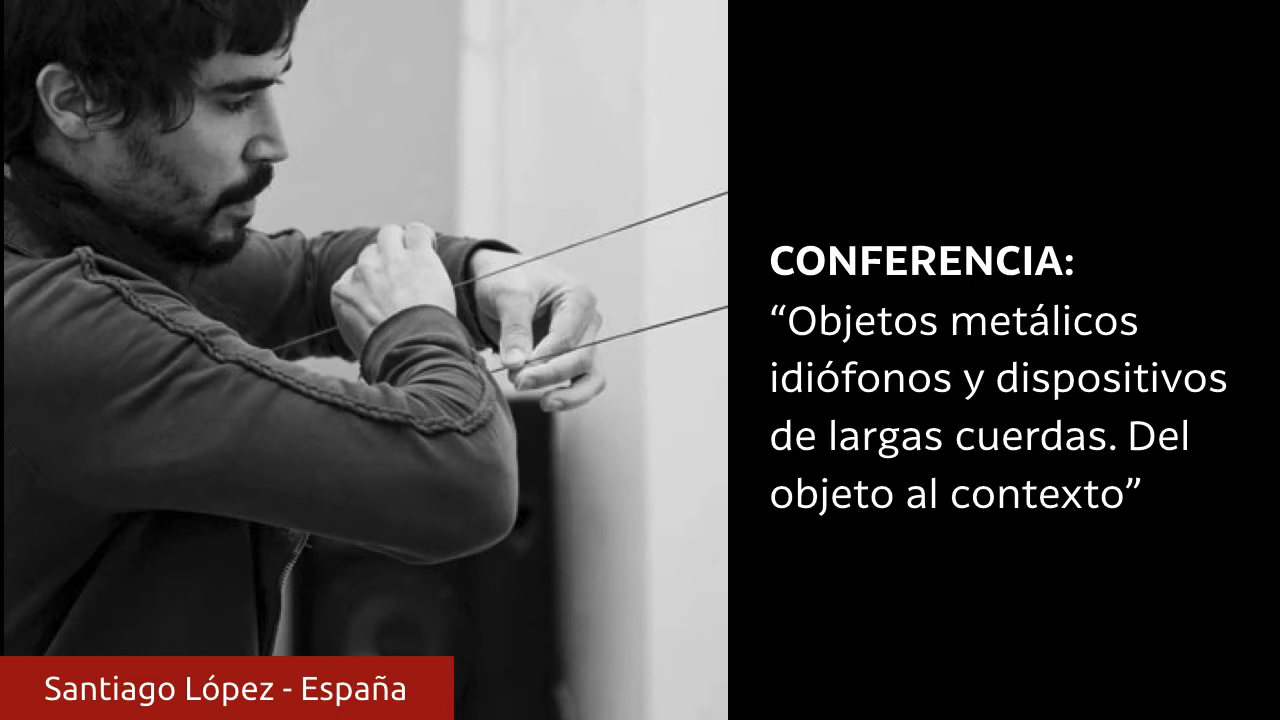 CONFERENCIA:
“Objetos metálicos
idiófonos y dispositivos
de largas cuerdas. Del
objeto al contexto”
Santiago López - España